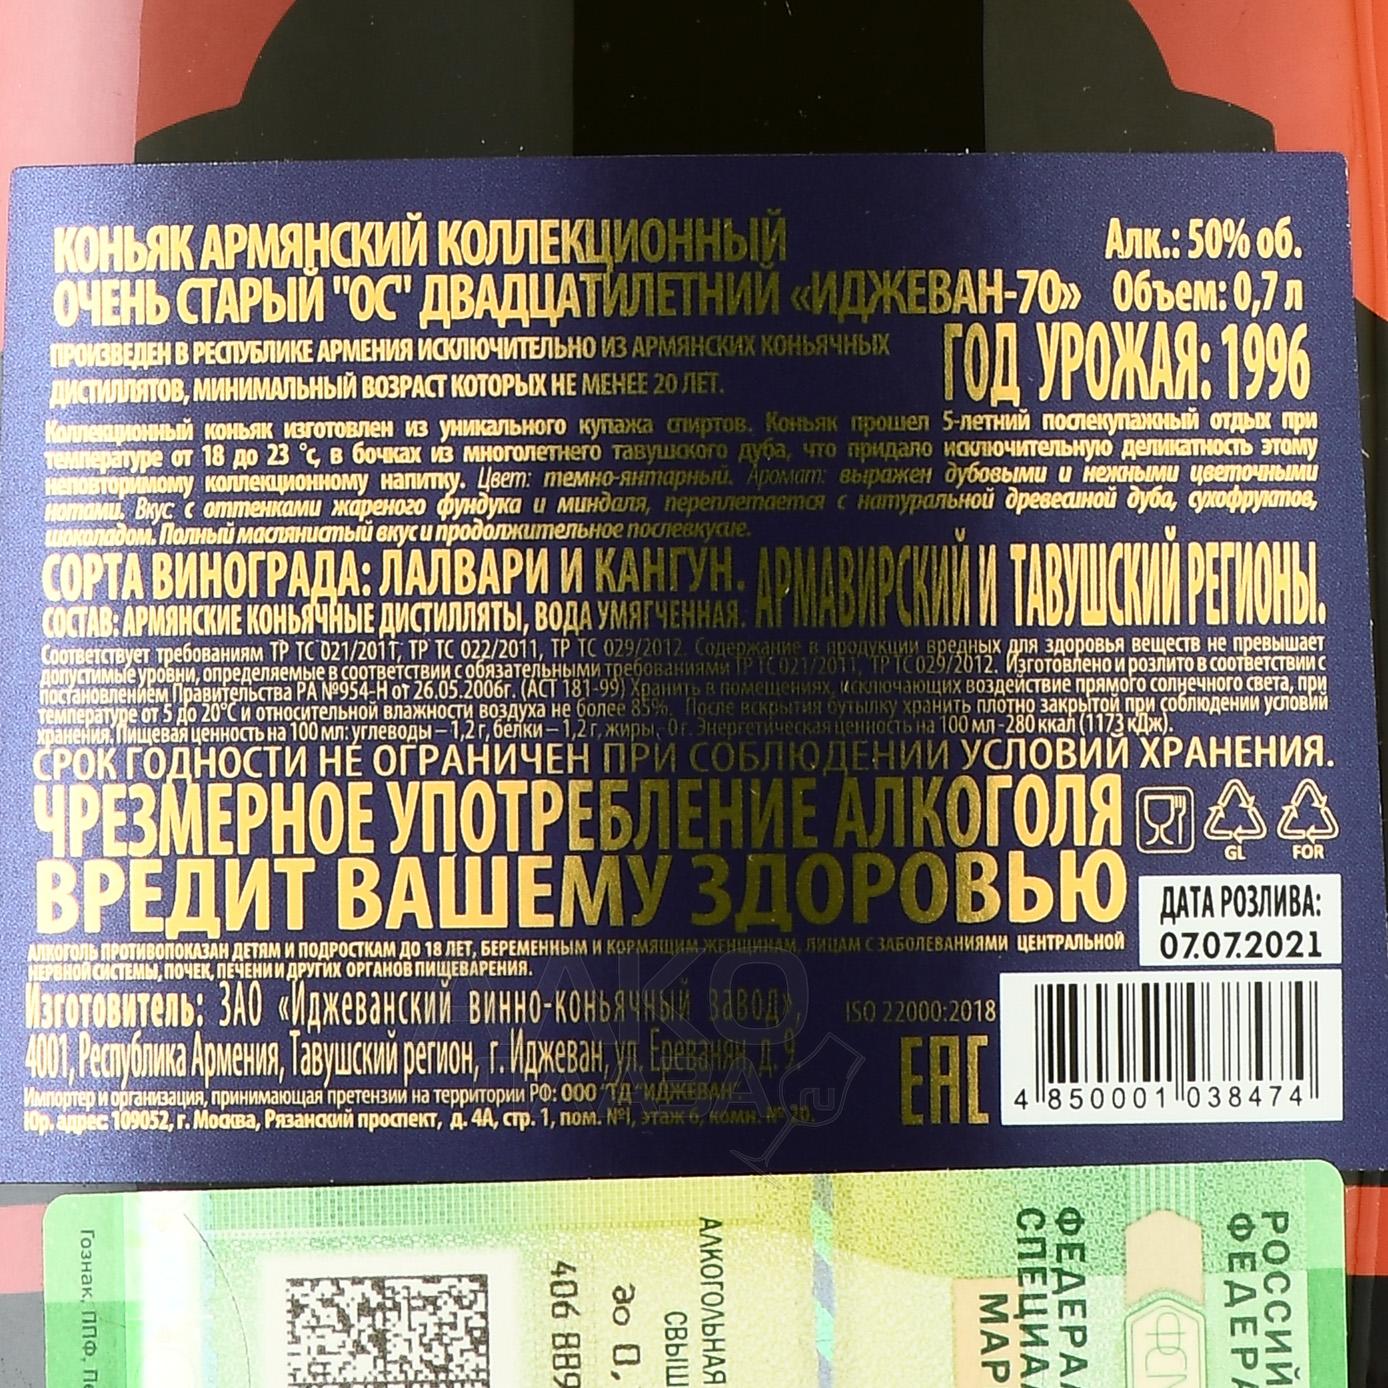 КОНЬЯК АРМЯНСКИЙ КОЛЛЕКЦИОННЫЙ
ОЧЕНЬ СТАРЫЙ "ОС" ДВАДЦАТИЛЕТНИЙ «ИДЖЕВАН-70»
Алк.: 50% об.
Объем: 0,7 л
ПРОИЗВЕДЕН В РЕСПУБЛИКЕ АРМЕНИЯ ИСКЛЮЧИТЕЛЬНО ИЗ АРМЯНСКИХ КОНЬЯЧНЫХ
ДИСТИЛЛЯТОВ, МИНИМАЛЬНЫЙ ВОЗРАСТ КОТОРЫХ НЕ МЕНЕЕ 20 ЛЕТ.
ГОД УРОЖАЯ: 1996
Коллекционный коньяк изготовлен из уникального купажа спиртов. Коньяк прошел 5-летний послекупажный отдых при
температуре от 18 до 23 °с, в бочках из многолетнего тавушского дуба, что придало исключительную деликатность этому
неповторимому коллекционному напитку. Цвет: темно-янтарный. Аромат: выражен дубовыми и нежными цветочными
нотами. Вкус: с оттенками жареного фундука и миндаля, переплетается с натуральной древесиной дуба, сухофруктов,
шоколадом. Полный маслянистый вкус и продолжительное послевкусие.
СОРТА ВИНОГРАДА: ЛАЛВАРИ И КАНГУН. АРМАВИРСКИЙ И ТАВУШСКИЙ РЕГИОНЫ.
СОСТАВ: АРМЯНСКИЕ КОНЬЯЧНЫЕ ДИСТИЛЛЯТЫ, ВОДА УМЯГЧЕННАЯ.
Соответствует требованиям ТР ТС 021/2011, ТР ТС 022/2011, ТР ТС 029/2012. Содержание в продукции вредных для здоровья веществ не превышает
допустимые уровни, определяемые в соответствии с обязательными требованиями ТР ТС 021/2011, ТР ТС 029/2012. Изготовлено и розлито в соответствии с
постановлением Правительства РА №954-Н от 26.05.2006г. (АСТ 181-99) Хранить в помещениях, исключающих воздействие прямого солнечного света, при
температуре от 5 до 20°С и относительной влажности воздуха не более 85%. После вскрытия бутылку хранить плотно закрытой при соблюдении условий
хранения. Пищевая ценность на 100 мл: углеводы – 1,2 г, белки – 1,2 г, жиры,- 0 г. Энергетическая ценность на 100 мл - 280 ккал (1173 кДж).
СРОК ГОДНОСТИ НЕ ОГРАНИЧЕН ПРИ СОБЛЮДЕНИИ УСЛОВИЙ ХРАНЕНИЯ.
ЧРЕЗМЕРНОЕ УПОТРЕБЛЕНИЕ АЛКОГОЛЯ
ВРЕДИТ ВАШЕМУ ЗДОРОВЬЮ
GL
FOR
ДАТА РОЗЛИВА:
07.07.2021
АЛКОГОЛЬ ПРОТИВОПОКАЗАН ДЕТЯМ И ПОДРОСТКАМ ДО 18 ЛЕТ, БЕРЕМЕННЫМ И КОРМЯЩИМ ЖЕНЩИНАМ, ЛИЦАМ С ЗАБОЛЕВАНИЯМИ ЦЕНТРАЛЬНОЙ
НЕРВНОЙ СИСТЕМЫ, ПОЧЕК, ПЕЧЕНИ И ДРУГИХ ОРГАНОВ ПИЩЕВАРЕНИЯ.
Изготовитель: ЗАО «Иджеванский винно-коньячный завод»,
4001, Республика Армения, Тавушский регион, г. Иджеван, ул. Ереванян, д. 9
Импортер и организация, принимающая претензии на территории РФ: ООО "ТД "ИДЖЕВАН"
Юр. адрес: 109052, г. Москва, Рязанский проспект, д. 4А, стр. 1, пом. №I, этаж 6, комн. № 20.
ISO 22000:2018
EAC
4 850001 038474
АЛКО
.ru
Гознак, ППФ,
406 889
до 0,
АЛКОГОЛЬНАЯ
СВЫШ
ФЕДЕРА
СПЕЦИА
МАР
РОССИЙ
ФЕДЕРА
ФСМ